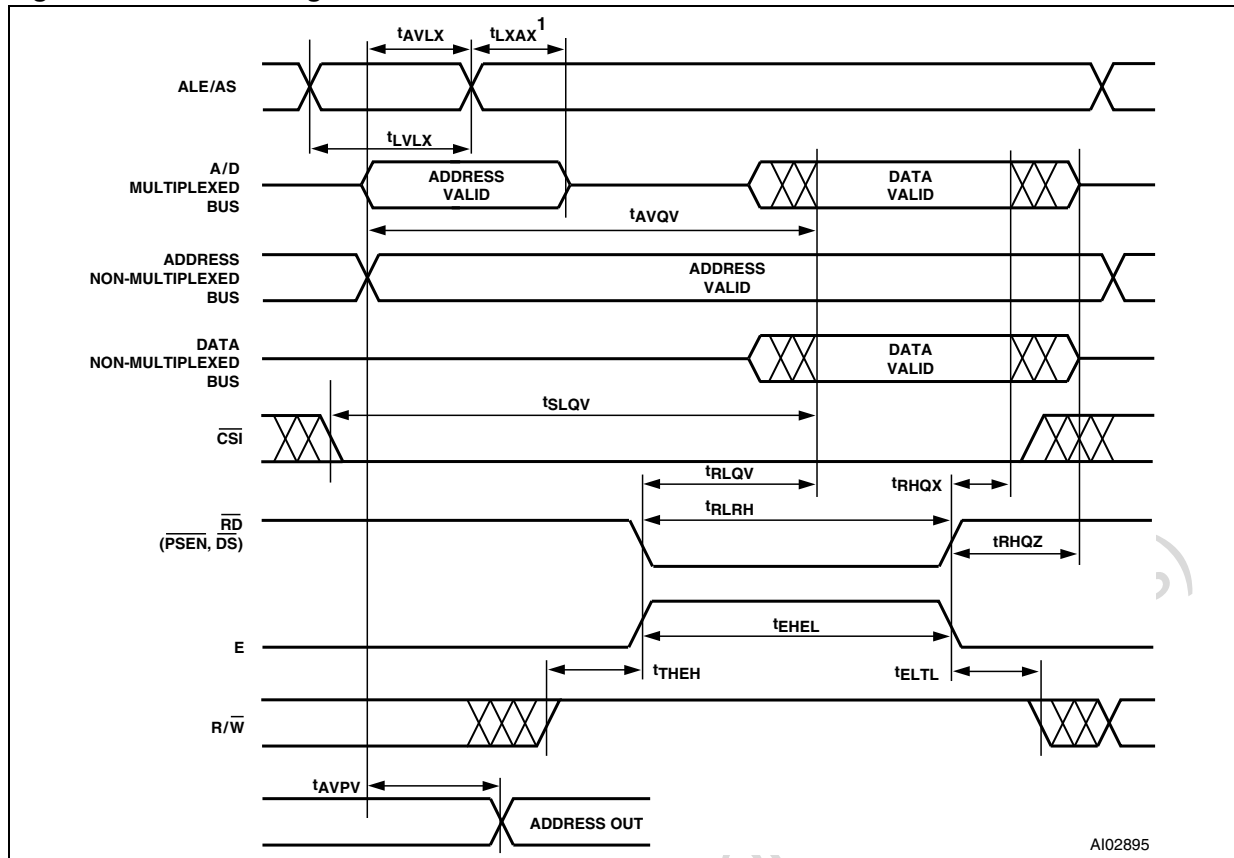 tAVLX
tLXAX 1
ALE/AS
tLVLX
A/D
MULTIPLEXED
BUS
ADDRESS
VALID
DATA
VALID
tAVQV
ADDRESS
NON-MULTIPLEXED
BUS
ADDRESS
VALID
DATA
NON-MULTIPLEXED
BUS
DATA
VALID
tSLQV
CSI
tRLQV
tRHQX
tRLRH
RD
(PSEN, DS)
tRHQZ
tEHEL
E
tTHEH
tELTL
R/W
tAVPV
ADDRESS OUT
AI02895